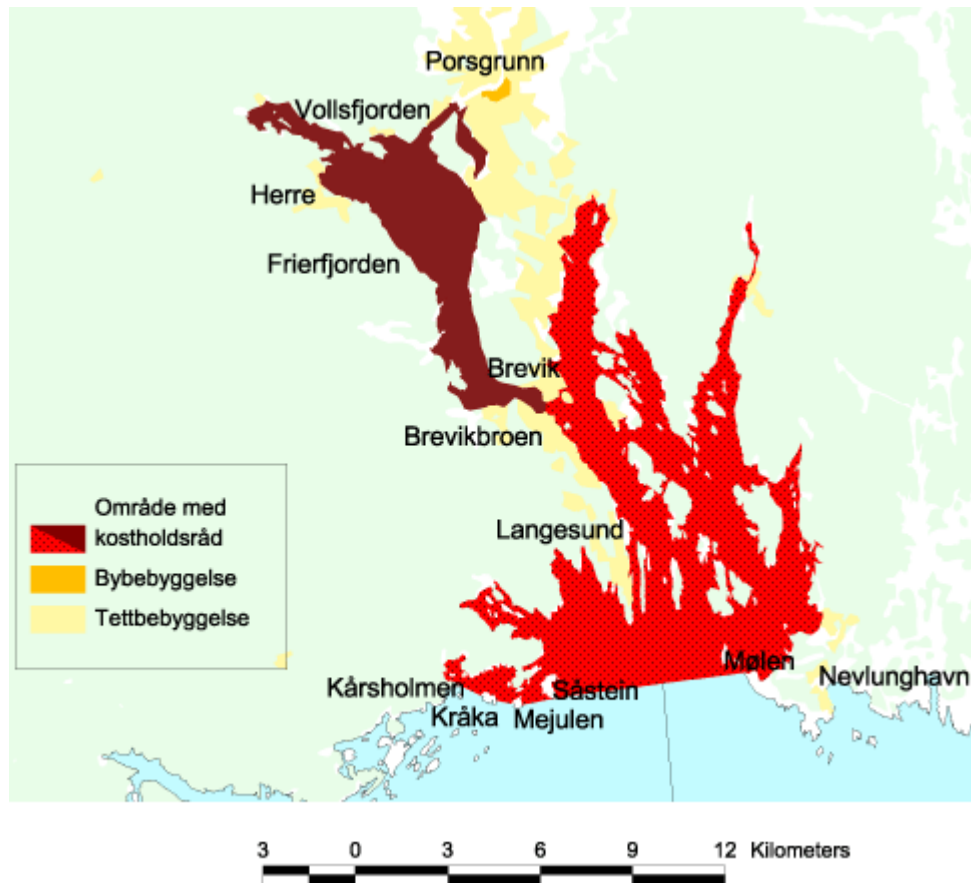 Porsgrunn
Vollsfjorden
Herre
Frierfjorden
Brevik
Brevikbroen
Område med
kostholdsråd
Bybebyggelse
Tettbebyggelse
Langesund
Mølen
Nevlunghavn
Kårsholmen
Såstein
Kråka
Mejulen
3 0 3 6 9 12 Kilometers